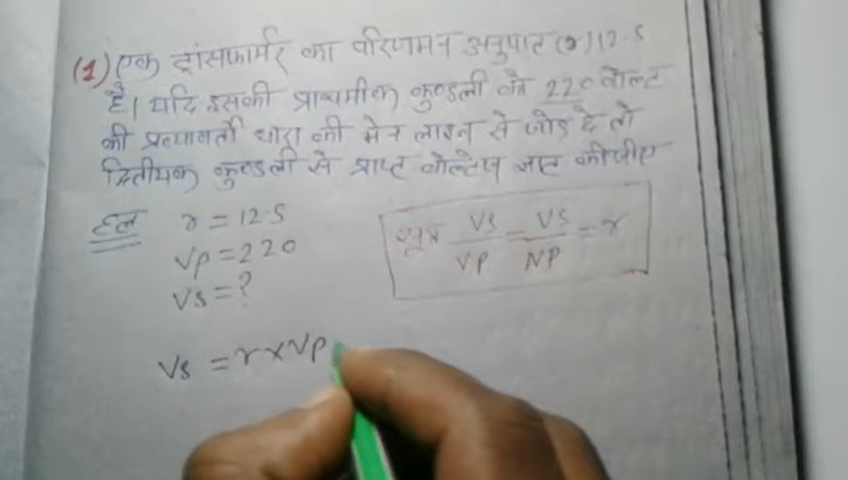 (1) एक ट्रांसफार्मर का परिणमन अनुपात (r) 12.5
है। यदि इसकी प्राथमीक कुण्डली को 220 वोल्ट
की प्रत्यावर्ती धारा की मेन लाइन से जोड़ दे तो
द्वितीयक कुण्डली से प्राप्त वोल्टेज ज्ञात कीजीए
हल r = 12.5
VP = 220
VS = ?
सूत्र VS/VP = VS/NP = r
VS = r x VP